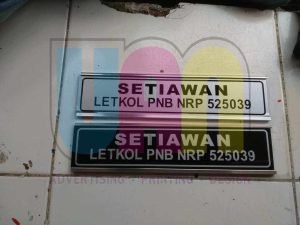 SETIAWAN
LETKOL PNB NRP 525039
SETIAWAN
LETKOL PNB NRP 525039
ADVERTISING - PRINTING - DESIGN